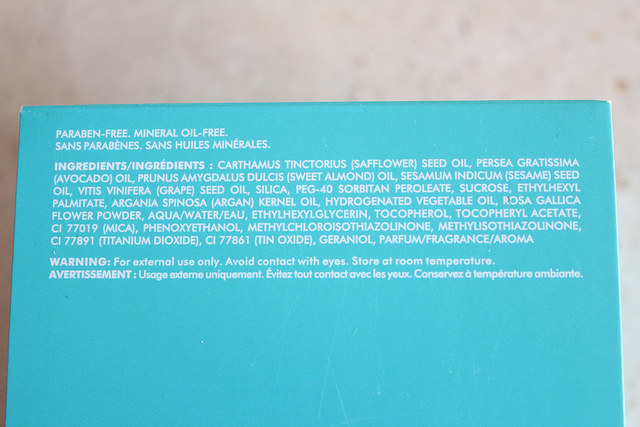 PARABEN-FREE. MINERAL OIL-FREE.
SANS PARABÈNES. SANS HUILES MINÉRALES.
INGREDIENTS/INGRÉDIENTS : CARTHAMUS TINCTORIUS (SAFFLOWER) SEED OIL, PERSEA GRATISSIMA
(AVOCADO) OIL, PRUNUS AMYGDALUS DULCIS (SWEET ALMOND) OIL, SESAMUM INDICUM (SESAME) SEED
OIL, VITIS VINIFERA (GRAPE) SEED OIL, SILICA, PEG-40 SORBITAN PEROLEATE, SUCROSE, ETHYLHEXYL
PALMITATE, ARGANIA SPINOSA (ARGAN) KERNEL OIL, HYDROGENATED VEGETABLE OIL, ROSA GALLICA
FLOWER POWDER, AQUA/WATER/EAU, ETHYLHEXYLGLYCERIN, TOCOPHEROL, TOCOPHERYL ACETATE,
CI 77019 (MICA), PHENOXYETHANOL, METHYLCHLOROISOTHIAZOLINONE, METHYLISOTHIAZOLINONE,
CI 77891 (TITANIUM DIOXIDE), CI 77861 (TIN OXIDE), GERANIOL, PARFUM/FRAGRANCE/AROMA
WARNING: For external use only. Avoid contact with eyes. Store at room temperature.
AVERTISSEMENT : Usage externe uniquement. Évitez tout contact avec les yeux. Conservez à température ambiante.